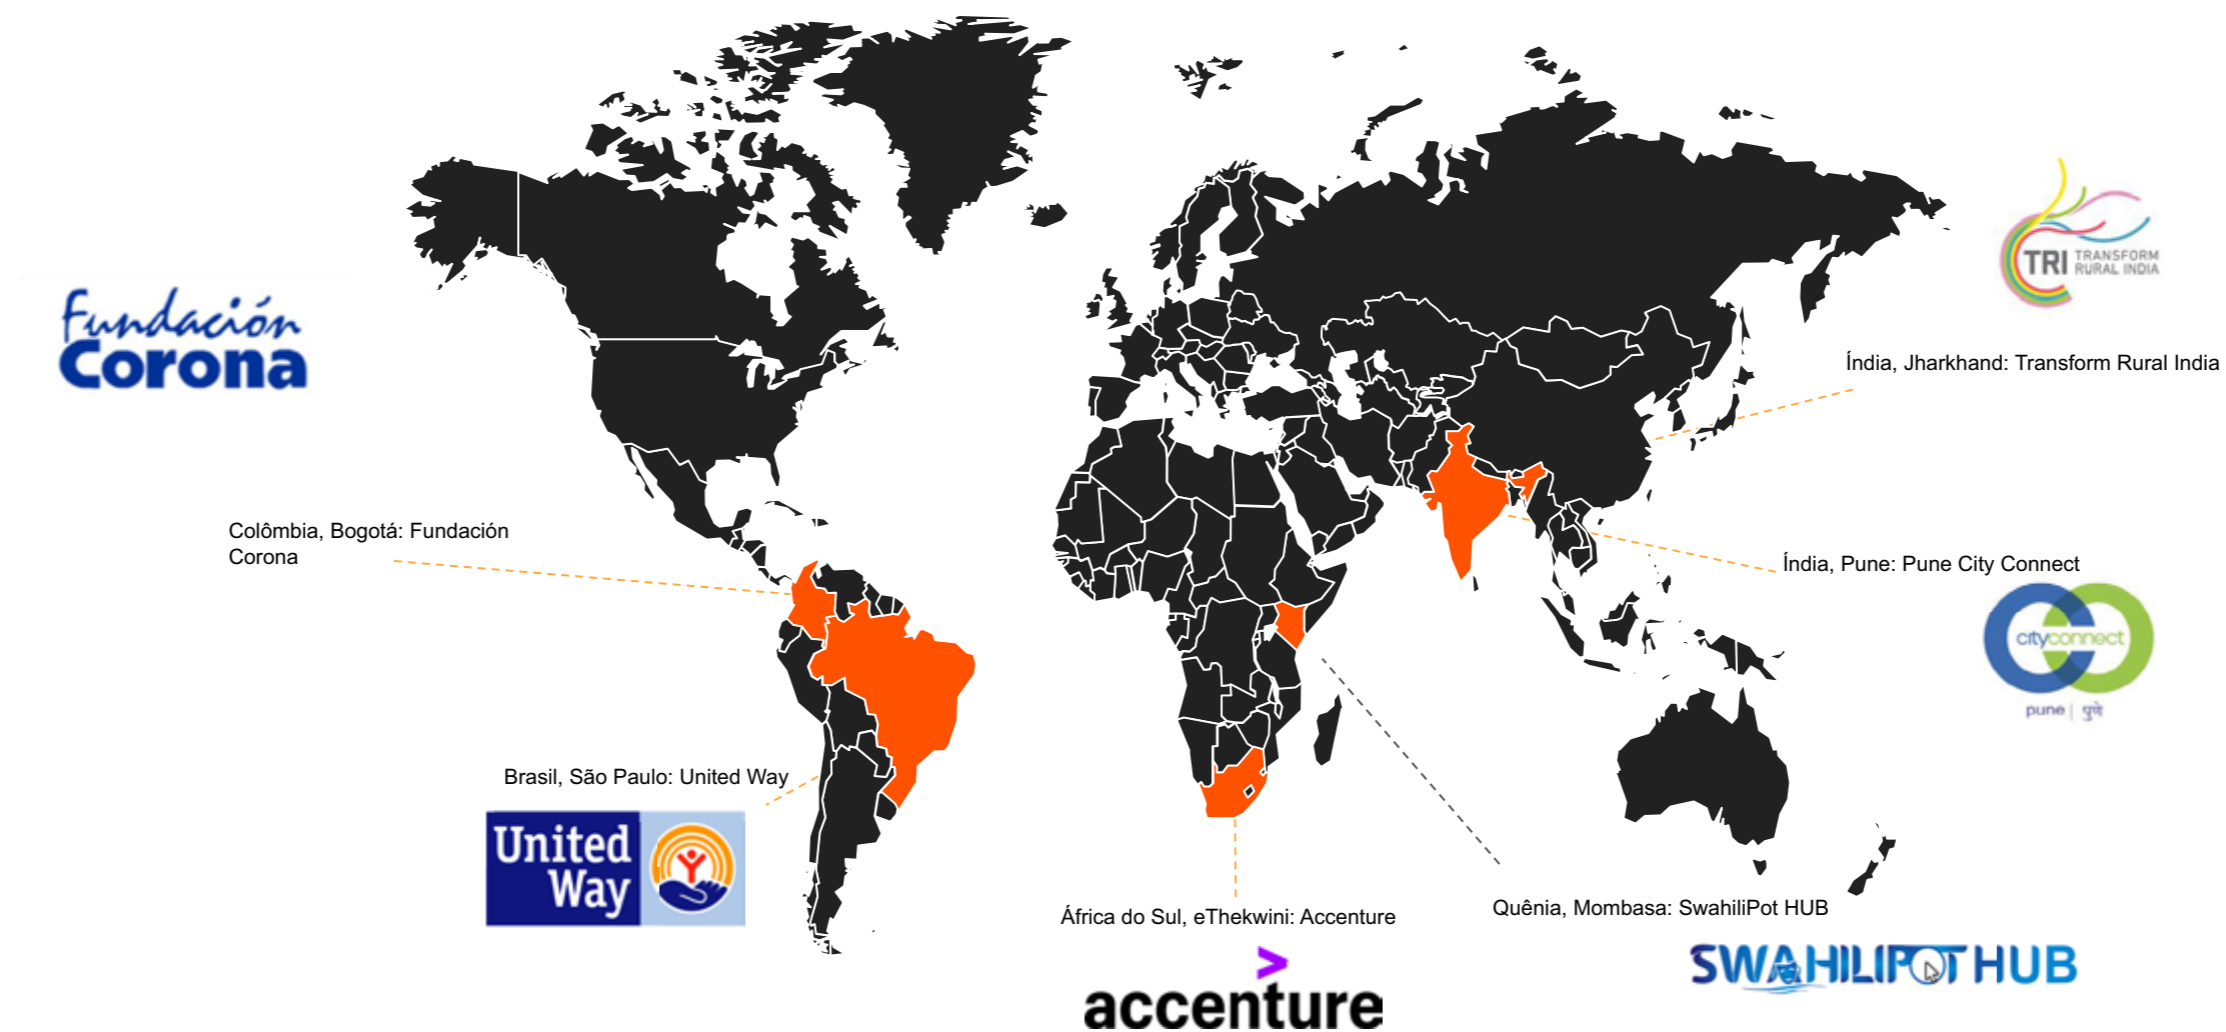 TRI TRANSFORM
RURAL INDIA
Fundación
Corona
Índia, Jharkhand: Transform Rural India
Colômbia, Bogotá: Fundación
Corona
Índia, Pune: Pune City Connect
cityconnect
pune | पुणे
Brasil, São Paulo: United Way
United
Way
África do Sul, eThekwini: Accenture
Quênia, Mombasa: SwahiliPot HUB
SWAHILIPOT HUB
>
accenture